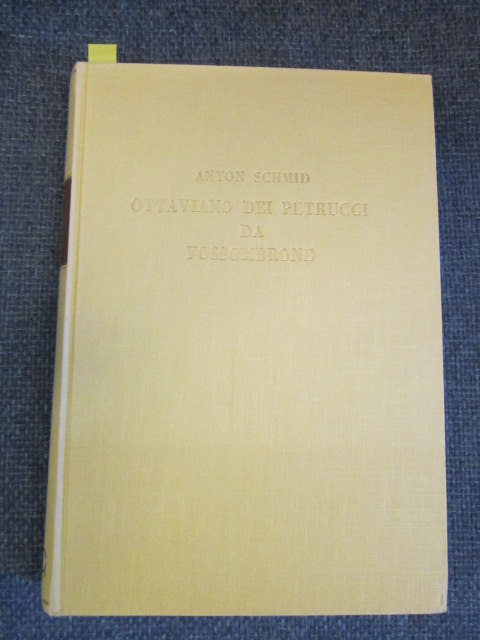 ANTON SCHMID
OTTAVIANO DEI PETRUCCI
DA
FOSSOMBRONE